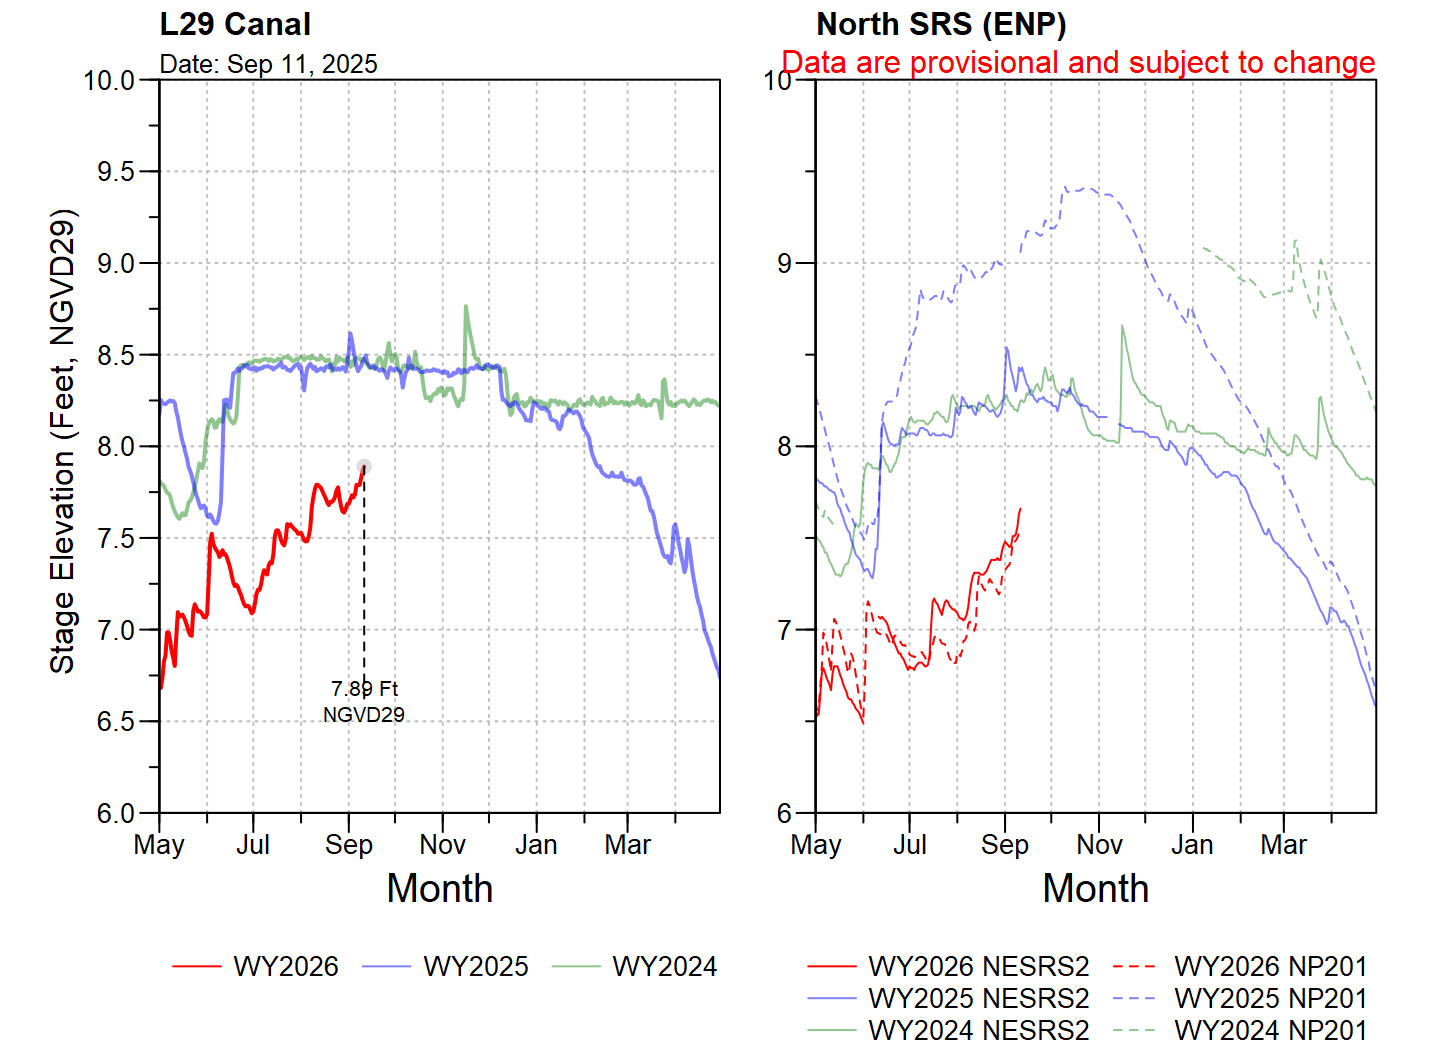 L29 Canal
Date: Sep 11, 2025
North SRS (ENP)
Data are provisional and subject to change
Stage Elevation (Feet, NGVD29)
10.0
9.5
9.0
8.5
8.0
7.5
7.0
6.5
6.0
7.89 Ft
NGVD29
May Jul Sep Nov Jan Mar
Month
10
9
8
7
6
May Jul Sep Nov Jan Mar
Month
WY2026 WY2025 WY2024
WY2026 NESRS2 WY2026 NP201
WY2025 NESRS2 WY2025 NP201
WY2024 NESRS2 WY2024 NP201